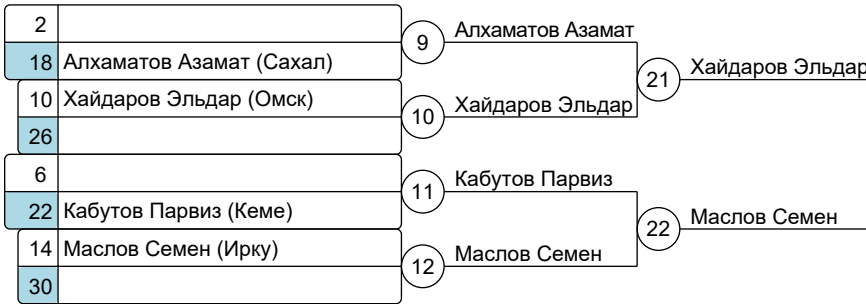 2
18 Алхаматов Азамат (Сахал)
9
Алхаматов Азамат
10 Хайдаров Эльдар (Омск)
26
10
Хайдаров Эльдар
21
Хайдаров Эльдар
6
22 Кабутов Парвиз (Кеме)
11
Кабутов Парвиз
14 Маслов Семен (Ирку)
30
12
Маслов Семен
22
Маслов Семен